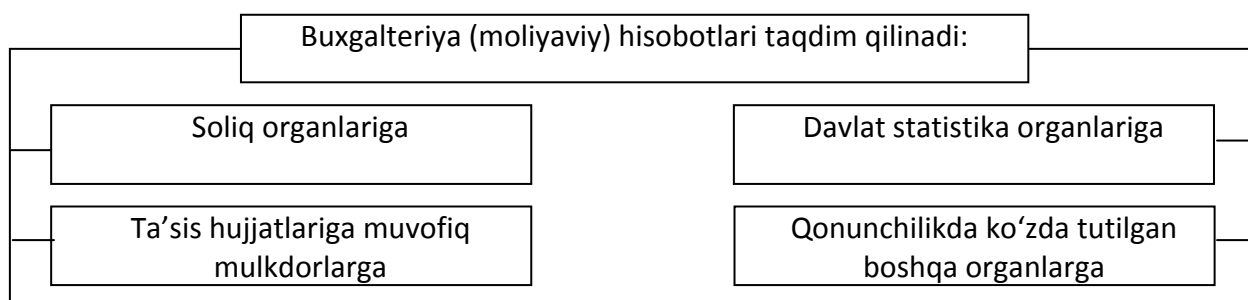 Buxgalteriya (moliyaviy) hisobotlari taqdim qilinadi:
Soliq organlariga
Davlat statistika organlariga
Ta’sis hujjatlariga muvofiq
mulkdorlarga
Qonunchilikda ko‘zda tutilgan
boshqa organlarga